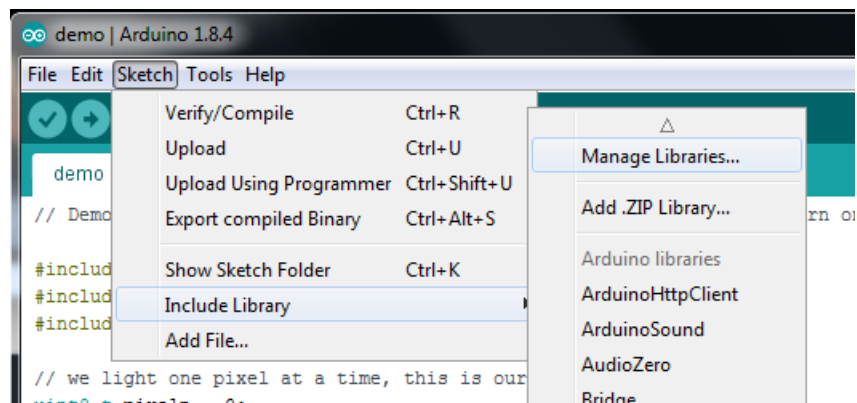 demo | Arduino 1.8.4
File Edit Sketch Tools Help
Verify/Compile Ctrl+R
Upload Ctrl+U
Upload Using Programmer Ctrl+Shift+U
Export compiled Binary Ctrl+Alt+S
Show Sketch Folder Ctrl+K
Include Library
Add File...
Manage Libraries...
Add .ZIP Library...
Arduino libraries
ArduinoHttpClient
ArduinoSound
AudioZero
Bridge
demo
// Demo
#includ
#includ
#includ
// we light one pixel at a time, this is our